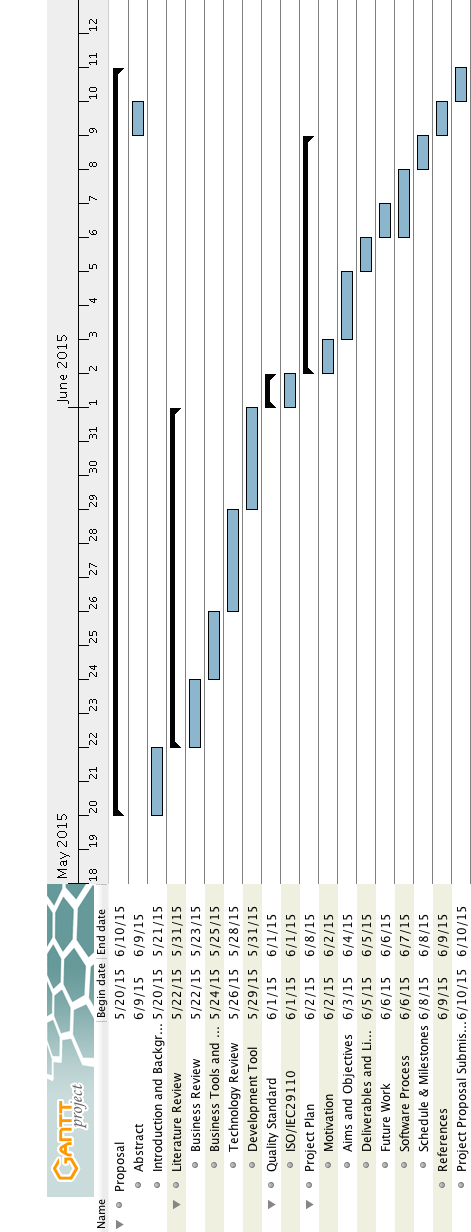 GANTT
project
May 2015
June 2015
Name Begin date End date
18 19 20 21 22 23 24 25 26 27 28 29 30 31 1 2 3 4 5 6 7 8 9 10 11 12
Proposal 5/20/15 6/10/15
Abstract 6/9/15 6/9/15
Introduction and Backgr... 5/20/15 5/21/15
Literature Review 5/22/15 5/31/15
Business Review 5/22/15 5/23/15
Business Tools and ... 5/24/15 5/25/15
Technology Review 5/26/15 5/28/15
Development Tool 5/29/15 5/31/15
Quality Standard 6/1/15 6/1/15
ISO/IEC29110 6/1/15 6/1/15
Project Plan 6/2/15 6/8/15
Motivation 6/2/15 6/2/15
Aims and Objectives 6/3/15 6/4/15
Deliverables and Li... 6/5/15 6/5/15
Future Work 6/6/15 6/6/15
Software Process 6/6/15 6/7/15
Schedule & Milestones 6/8/15 6/8/15
References 6/9/15 6/9/15
Project Proposal Submis... 6/10/15 6/10/15